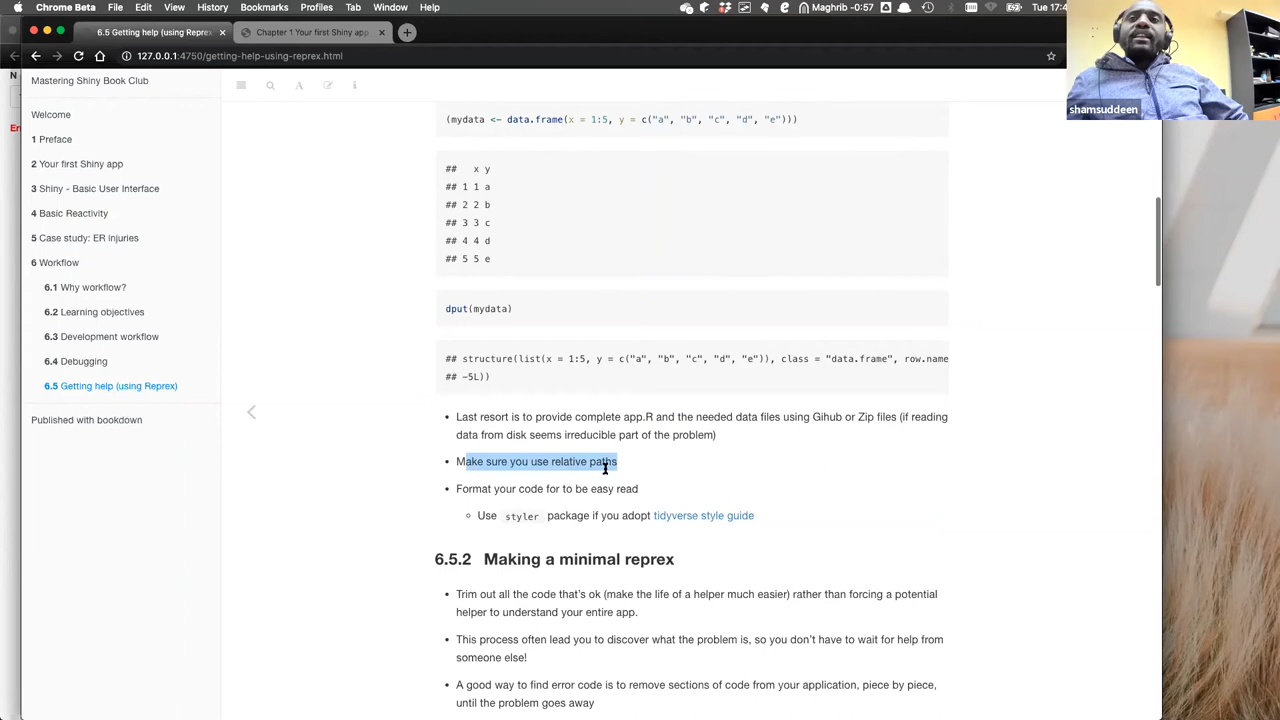 Chrome Beta File Edit View History Bookmarks Profiles Tab Window Help
Maghrib -0:57
Tue 17:4
6.5 Getting help (using Reprex)
Chapter 1 Your first Shiny app
127.0.0.1:4750/getting-help-using-reprex.html
shamsuddeen
Mastering Shiny Book Club
Welcome
1 Preface
2 Your first Shiny app
3 Shiny - Basic User Interface
4 Basic Reactivity
5 Case study: ER injuries
6 Workflow
6.1 Why workflow?
6.2 Learning objectives
6.3 Development workflow
6.4 Debugging
6.5 Getting help (using Reprex)
Published with bookdown
(mydata <- data.frame(x = 1:5, y = c("a", "b", "c", "d", "e")))
## x y
## 1 1 a
## 2 2 b
## 3 3 c
## 4 4 d
## 5 5 e
dput(mydata)
## structure(list(x = 1:5, y = c("a", "b", "c", "d", "e")), class = "data.frame", row.name
## -5L))
Last resort is to provide complete app.R and the needed data files using Gihub or Zip files (if reading
data from disk seems irreducible part of the problem)
Make sure you use relative paths
Format your code for to be easy read
Use styler package if you adopt tidyverse style guide
6.5.2 Making a minimal reprex
Trim out all the code that's ok (make the life of a helper much easier) rather than forcing a potential
helper to understand your entire app.
This process often lead you to discover what the problem is, so you don't have to wait for help from
someone else!
A good way to find error code is to remove sections of code from your application, piece by piece,
until the problem goes away